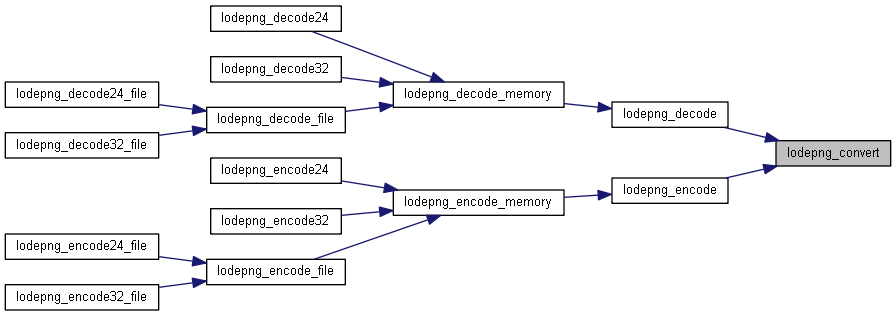 lodepng_decode24
lodepng_decode32
lodepng_decode24_file
lodepng_decode32_file
lodepng_decode_file
lodepng_decode_memory
lodepng_decode
lodepng_convert
lodepng_encode24
lodepng_encode32
lodepng_encode_memory
lodepng_encode
lodepng_encode24_file
lodepng_encode32_file
lodepng_encode_file